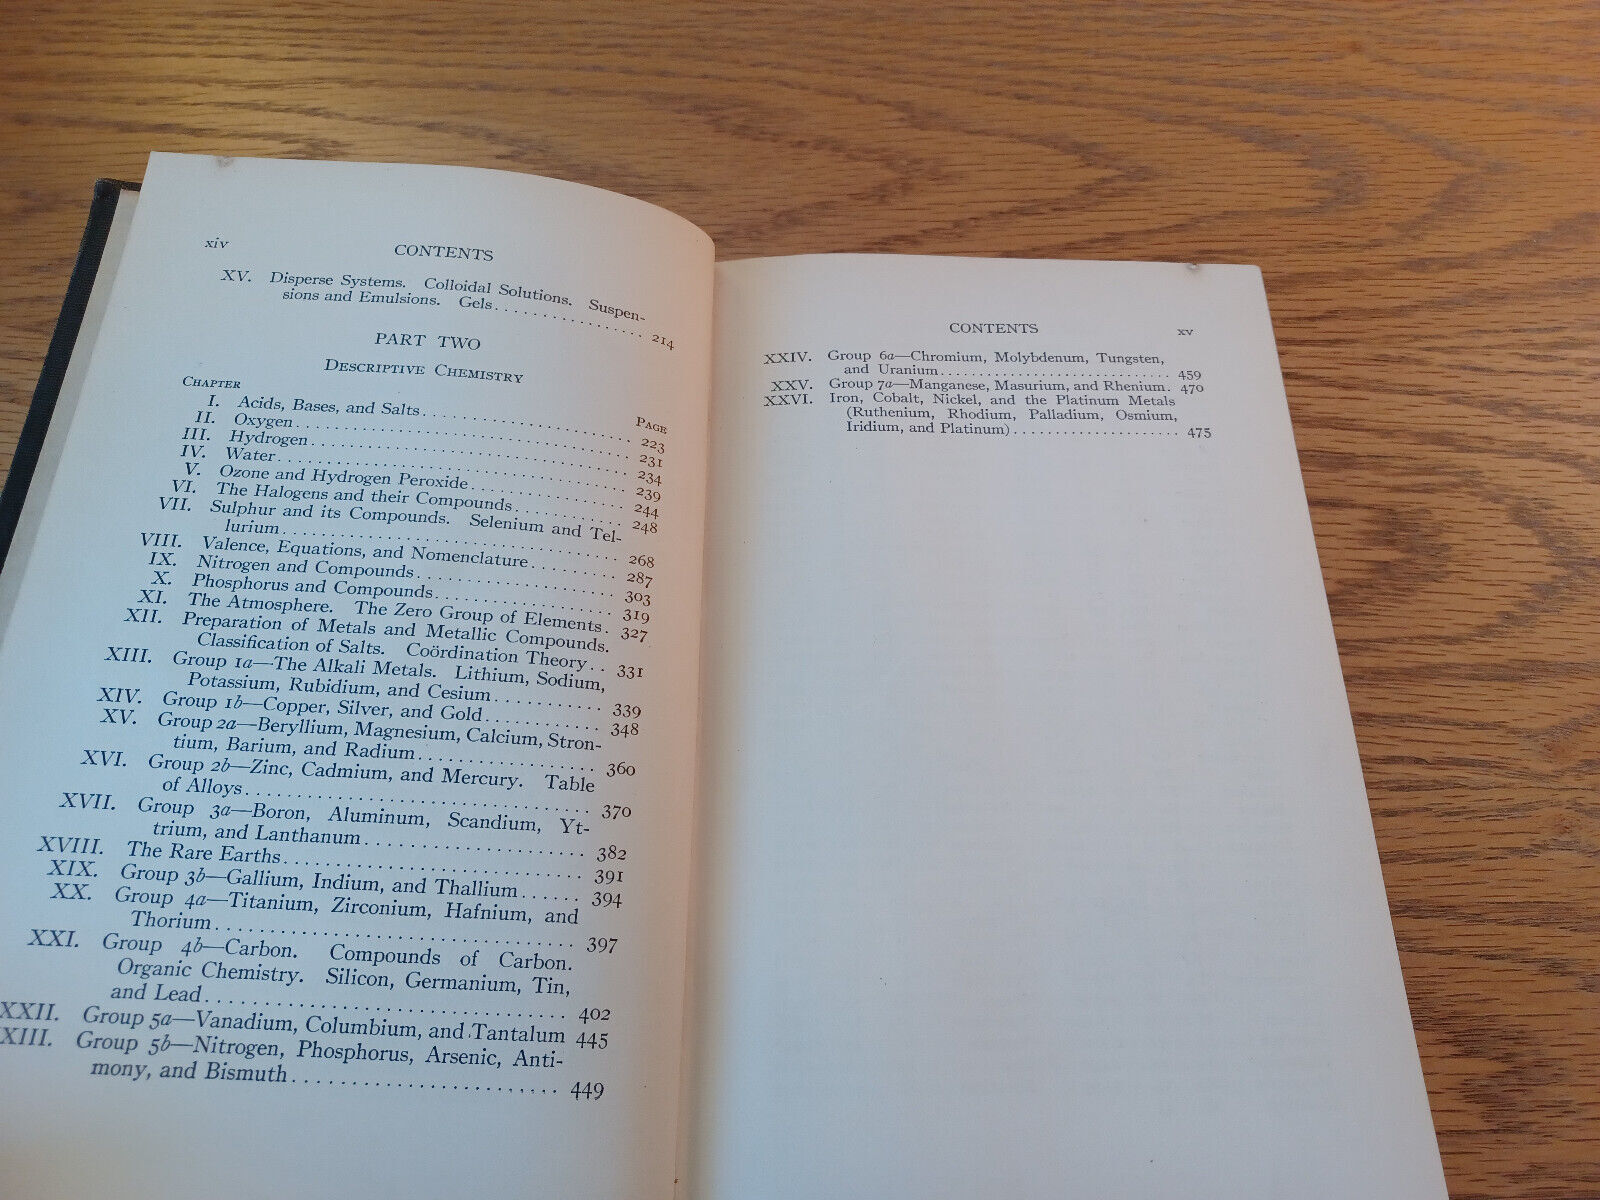 xiv
CONTENTS
XV. Disperse Systems. Colloidal Solutions. Suspen-
sions and Emulsions. Gels . . . . . . . . . . . . . . . . . . 214
PART TWO
DESCRIPTIVE CHEMISTRY
CHAPTER PAGE
I. Acids, Bases, and Salts . . . . . . . . . . . . . . . . . . . . . 223
II. Oxygen . . . . . . . . . . . . . . . . . . . . . . . . . . . . . . . . . 231
III. Hydrogen . . . . . . . . . . . . . . . . . . . . . . . . . . . . . . . 234
IV. Water . . . . . . . . . . . . . . . . . . . . . . . . . . . . . . . . . . . 239
V. Ozone and Hydrogen Peroxide . . . . . . . . . . . . . . . 244
VI. The Halogens and their Compounds . . . . . . . . . . . 248
VII. Sulphur and its Compounds. Selenium and Tel-
lurium . . . . . . . . . . . . . . . . . . . . . . . . . . . . . . . . . . . 268
VIII. Valence, Equations, and Nomenclature . . . . . . . . 287
IX. Nitrogen and Compounds . . . . . . . . . . . . . . . . . . . 303
X. Phosphorus and Compounds . . . . . . . . . . . . . . . . . 319
XI. The Atmosphere. The Zero Group of Elements . 327
XII. Preparation of Metals and Metallic Compounds.
Classification of Salts. Coördination Theory . . 331
XIII. Group 1a—The Alkali Metals. Lithium, Sodium,
Potassium, Rubidium, and Cesium . . . . . . . . . . . 339
XIV. Group 1b—Copper, Silver, and Gold . . . . . . . . . . . 348
XV. Group 2a—Beryllium, Magnesium, Calcium, Stron-
tium, Barium, and Radium . . . . . . . . . . . . . . . . . 360
XVI. Group 2b—Zinc, Cadmium, and Mercury. Table
of Alloys . . . . . . . . . . . . . . . . . . . . . . . . . . . . . . . . . 370
XVII. Group 3a—Boron, Aluminum, Scandium, Yt-
trium, and Lanthanum . . . . . . . . . . . . . . . . . . . . . 382
XVIII. The Rare Earths . . . . . . . . . . . . . . . . . . . . . . . . . . . 391
XIX. Group 3b—Gallium, Indium, and Thallium . . . . . . 394
XX. Group 4a—Titanium, Zirconium, Hafnium, and
Thorium . . . . . . . . . . . . . . . . . . . . . . . . . . . . . . . . . 397
XXI. Group 4b—Carbon. Compounds of Carbon.
Organic Chemistry. Silicon, Germanium, Tin,
and Lead . . . . . . . . . . . . . . . . . . . . . . . . . . . . . . . . 402
XXII. Group 5a—Vanadium, Columbium, and Tantalum 445
XIII. Group 5b—Nitrogen, Phosphorus, Arsenic, Anti-
mony, and Bismuth . . . . . . . . . . . . . . . . . . . . . . . 449
CONTENTS
xv
XXIV. Group 6a—Chromium, Molybdenum, Tungsten,
and Uranium . . . . . . . . . . . . . . . . . . . . . . . . . . . . 459
XXV. Group 7a—Manganese, Masurium, and Rhenium. 470
XXVI. Iron, Cobalt, Nickel, and the Platinum Metals
(Ruthenium, Rhodium, Palladium, Osmium,
Iridium, and Platinum) . . . . . . . . . . . . . . . . . . . . . . 475